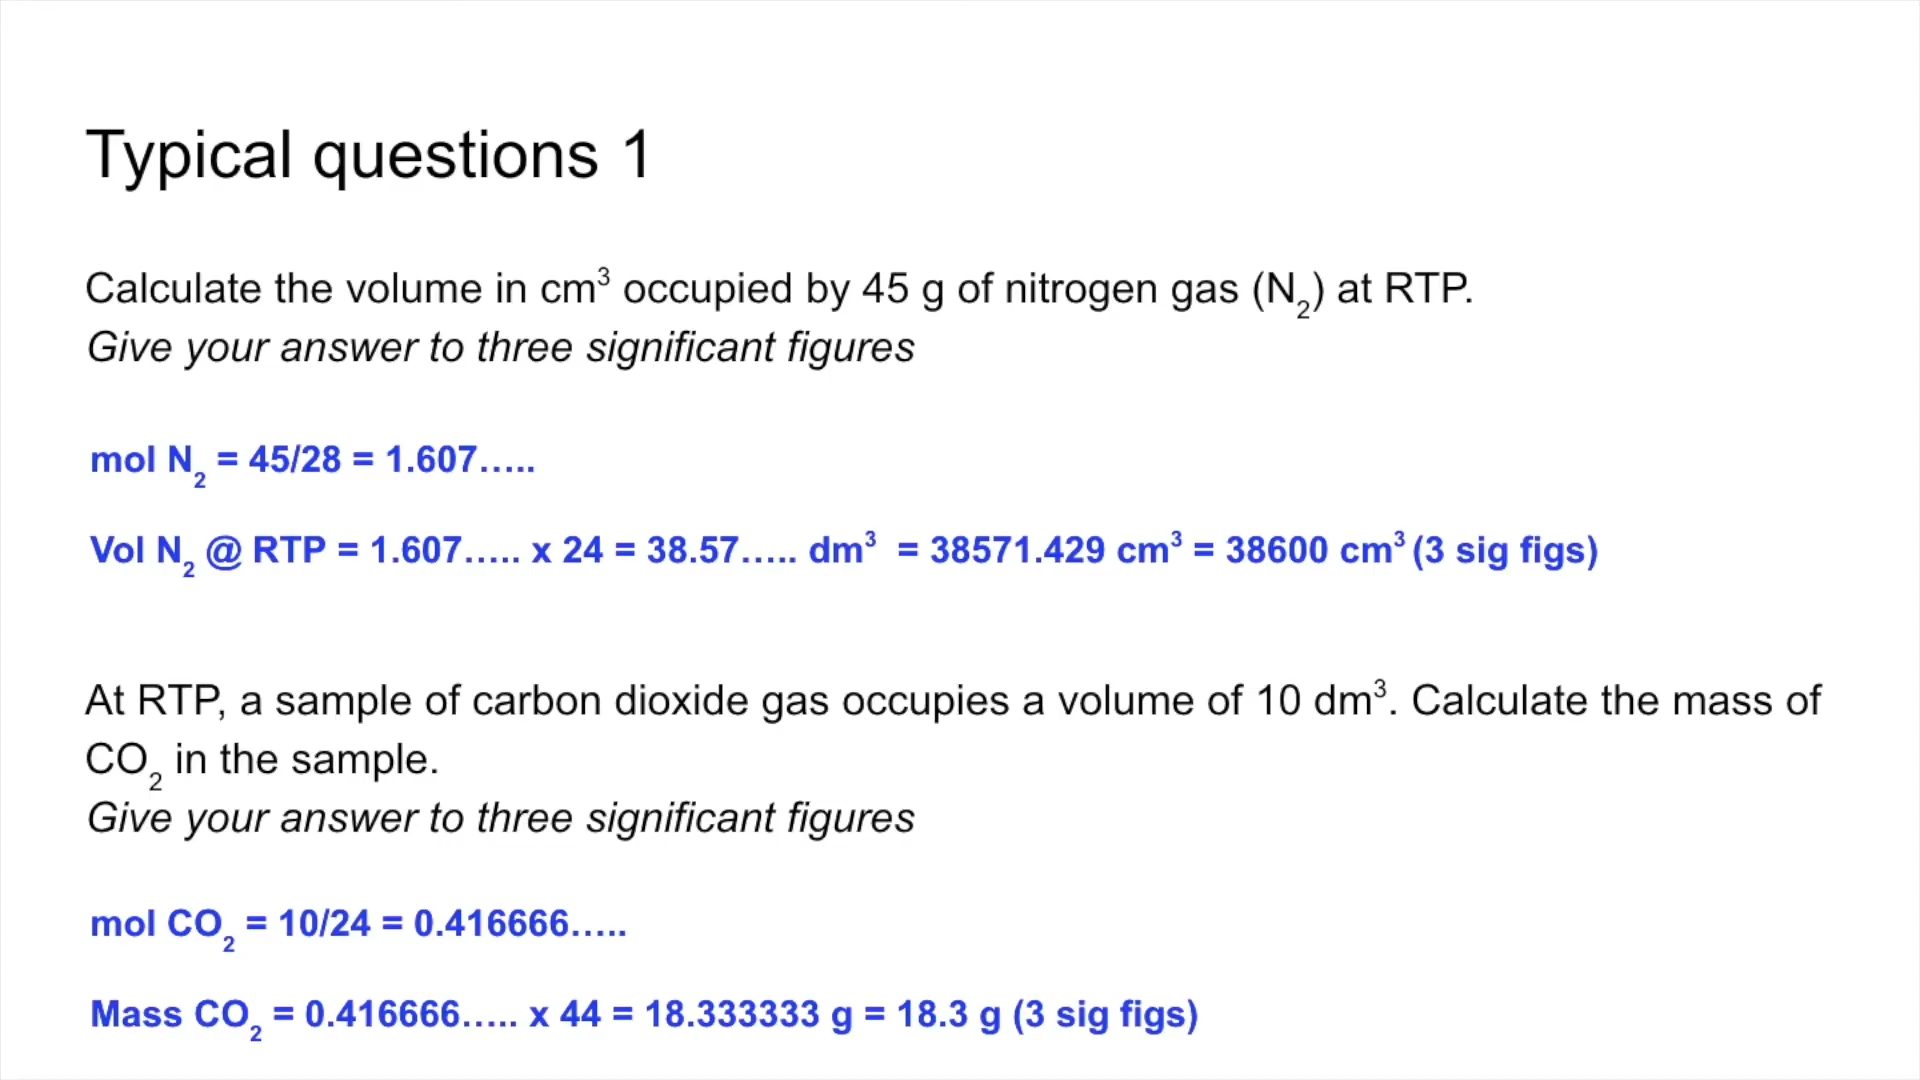 Typical questions 1
Calculate the volume in cm³ occupied by 45 g of nitrogen gas (N₂) at RTP.
Give your answer to three significant figures
mol N₂ = 45/28 = 1.607…..
Vol N₂ @ RTP = 1.607….. x 24 = 38.57….. dm³ = 38571.429 cm³ = 38600 cm³ (3 sig figs)
At RTP, a sample of carbon dioxide gas occupies a volume of 10 dm³. Calculate the mass of
CO₂ in the sample.
Give your answer to three significant figures
mol CO₂ = 10/24 = 0.416666…..
Mass CO₂ = 0.416666….. x 44 = 18.333333 g = 18.3 g (3 sig figs)